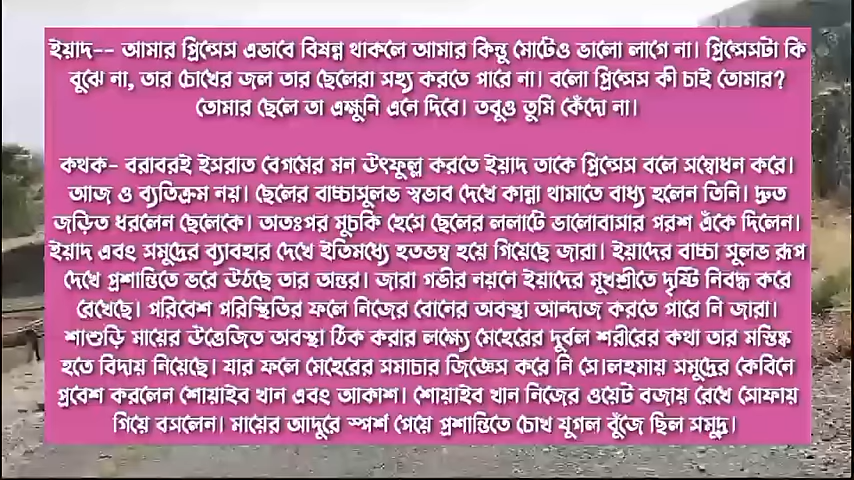 ইয়াদ-- আমার প্রিন্সেস এভাবে বিষন্ন থাকলে আমার কিন্তু মোটেও ভালো লাগে না। প্রিন্সেসটা কি
বুঝে না, তার চোখের জল তার ছেলেরা সহ্য করতে পারে না। বলো প্রিন্সেস কী চাই তোমার?
তোমার ছেলে তা এক্ষুনি এনে দিবে। তবুও তুমি কেঁদো না।
কথক- বরাবরই ইসরাত বেগমের মন উৎফুল্ল করতে ইয়াদ তাকে প্রিন্সেস বলে সম্বোধন করে।
আজ ও ব্যতিক্রম নয়। ছেলের বাচ্চাসুলভ স্বভাব দেখে কান্না থামাতে বাধ্য হলেন তিনি। দ্রুত
জড়িত ধরলেন ছেলেকে। অতঃপর মুচকি হেসে ছেলের ললাটে ভালোবাসার পরশ এঁকে দিলেন।
ইয়াদ এবং সমুদ্রের ব্যাবহার দেখে ইতিমধ্যে হতভম্ব হয়ে গিয়েছে জারা। ইয়াদের বাচ্চা সুলভ রূপ
দেখে প্রশান্তিতে ভরে উঠছে তার অন্তর। জারা গভীর নয়নে ইয়াদের মুখশ্রীতে দৃষ্টি নিবদ্ধ করে
রেখেছে। পরিবেশ পরিস্থিতির ফলে নিজের বোনের অবস্থা আন্দাজ করতে পারে নি জারা।
শাশুড়ি মায়ের উত্তেজিত অবস্থা ঠিক করার লক্ষ্যে মেহেরের দুর্বল শরীরের কথা তার মস্তিষ্ক
হতে বিদায় নিয়েছে। যার ফলে মেহেরের সমাচার জিজ্ঞেস করে নি সে।লহমায় সমুদ্রের কেবিনে
প্রবেশ করলেন শোয়াইব খান এবং আকাশ। শোয়াইব খান নিজের ওয়েট বজায় রেখে সোফায়
গিয়ে বসলেন। মায়ের আদুরে স্পর্শ পেয়ে প্রশান্তিতে চোখ যুগল বুঁজে ছিল সমুদ্র।